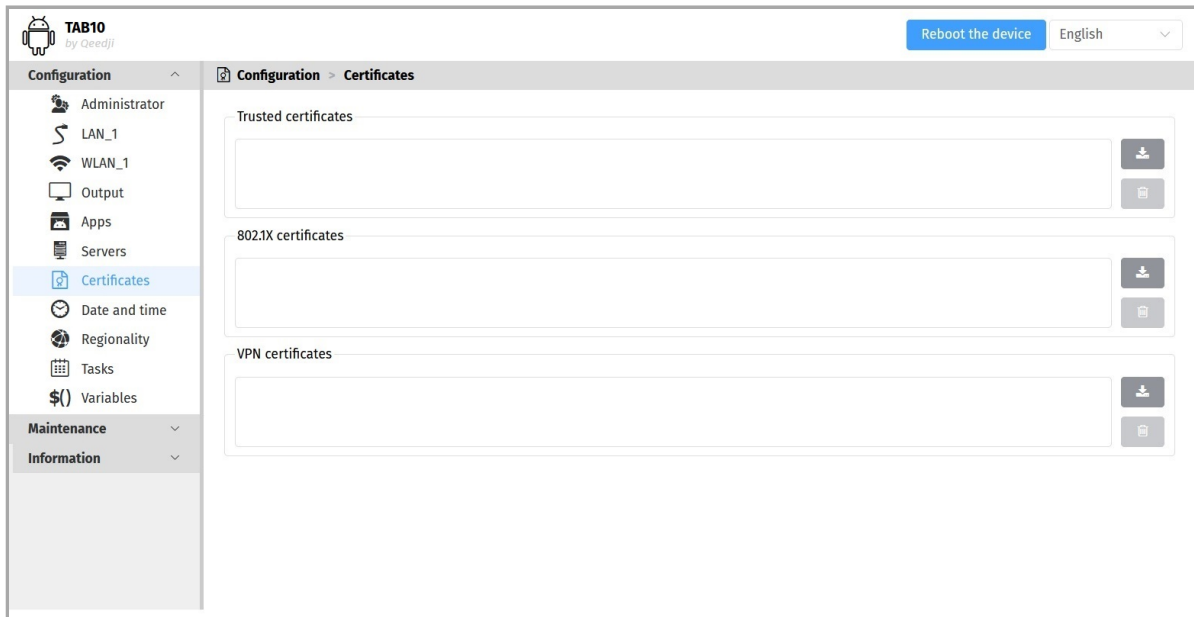 TAB10
by Qeedji
Reboot the device
English
Configuration
Administrator
LAN_1
WLAN_1
Output
Apps
Servers
Certificates
Date and time
Regionality
Tasks
$() Variables
Maintenance
Information
Configuration > Certificates
Trusted certificates
802.1X certificates
VPN certificates